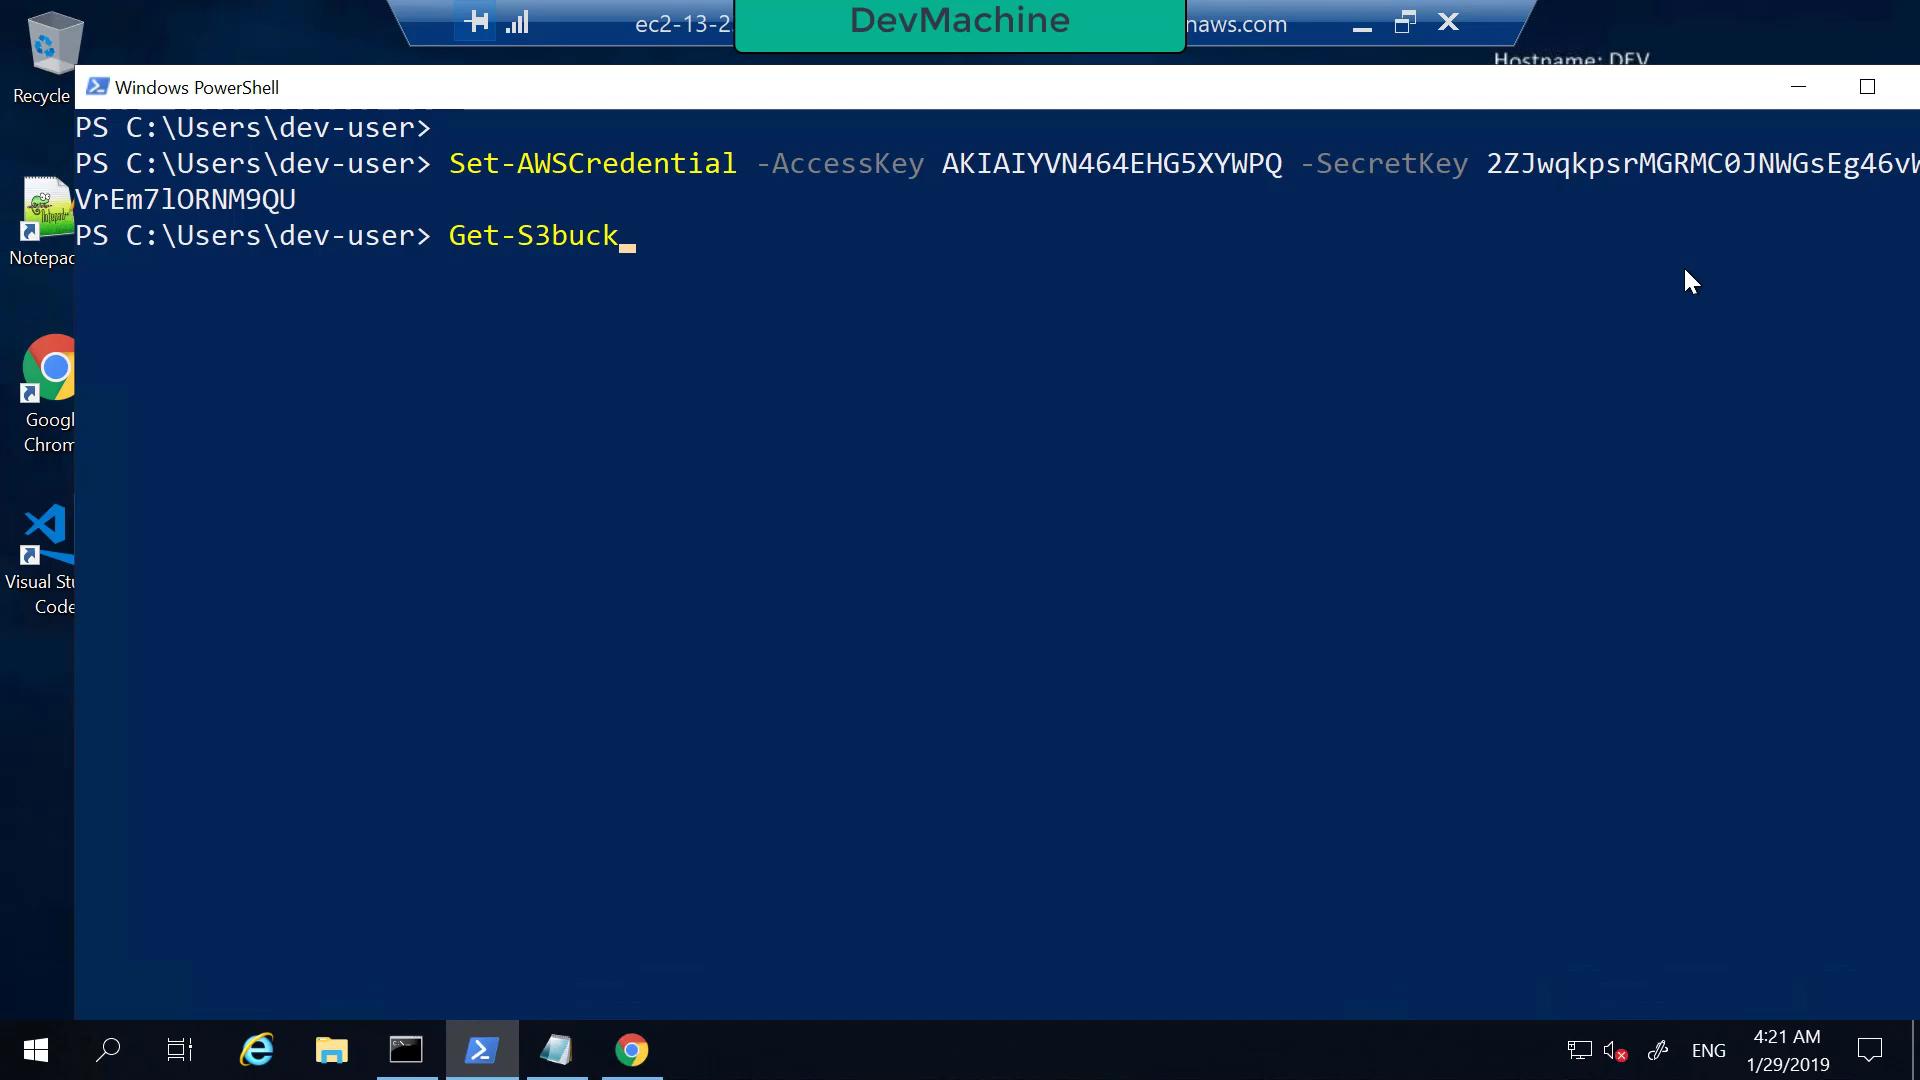 DevMachine
ec2-13-2
naws.com
Hostname: DEV
Recycle
Windows PowerShell
PS C:\Users\dev-user>
PS C:\Users\dev-user> Set-AWSCredential -AccessKey AKIAIYVN464EHG5XYWPQ -SecretKey 2ZJwqkpsrMGRMC0JNWGsEg46vW
VrEm7lORNM9QU
PS C:\Users\dev-user> Get-S3buck
Notepad
Googl
Chrom
Visual Stu
Code
ENG
4:21 AM
1/29/2019